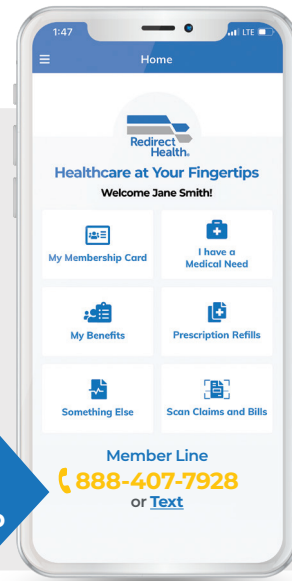 1:47
LTE
Home
Redirect
Health®
Healthcare at Your Fingertips
Welcome Jane Smith!
My Membership Card
I have a
Medical Need
My Benefits
Prescription Refills
Something Else
Scan Claims and Bills
Member Line
888-407-7928
or Text